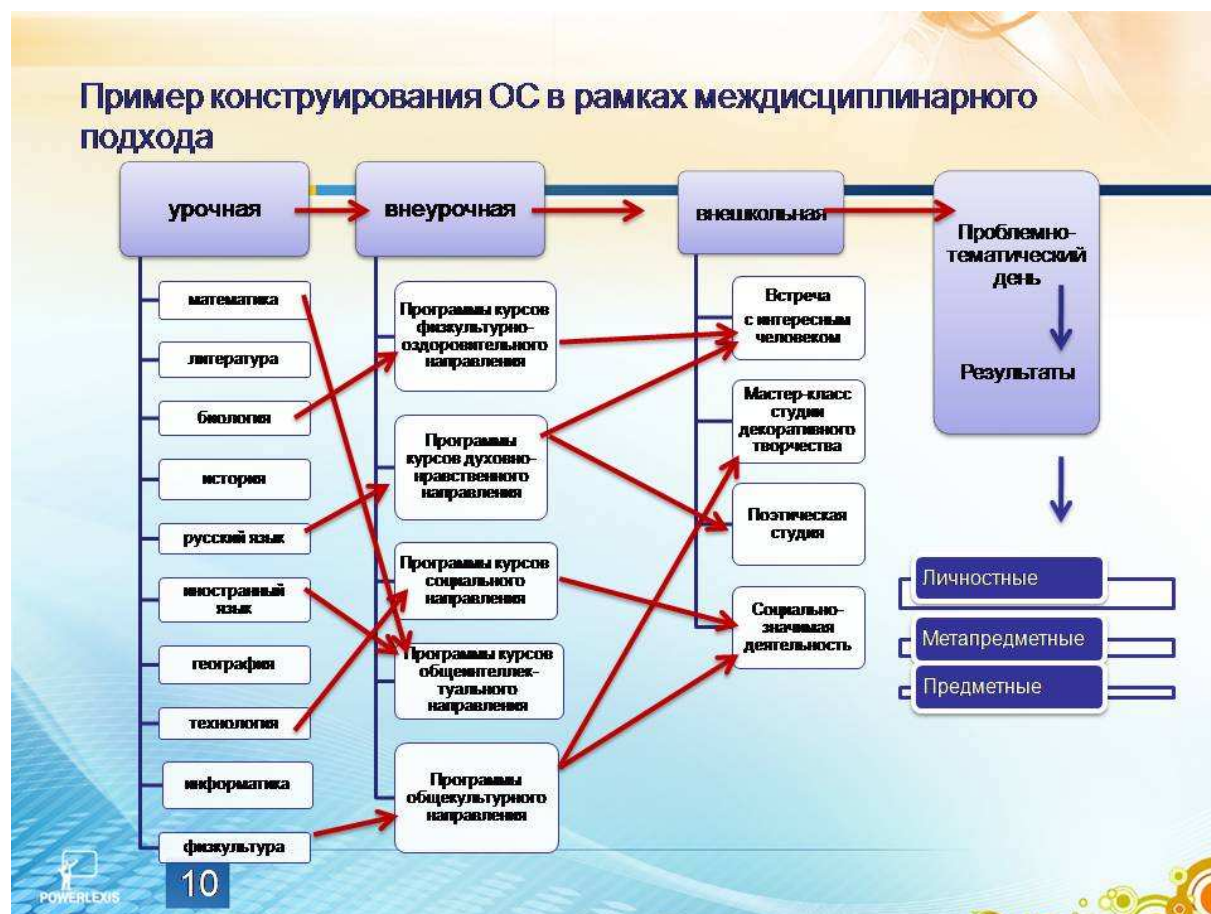 Пример конструирования ОС в рамках междисциплинарного
подхода
урочная
внеурочная
внешкольная
Проблемно-
тематический
день
Результаты
математика
литература
биология
история
русский язык
иностранный
язык
география
технология
информатика
физкультура
Программы курсов
физкультурно-
оздоровительного
направления
Программы
курсов духовно-
нравственного
направления
Программы курсов
социального
направления
Программы курсов
общеинтеллек-
туального
направления
Программы
общекультурного
направления
Встреча
с интересным
человеком
Мастер-класс
студии
декоративного
творчества
Поэтическая
студия
Социально-
значимая
деятельность
Личностные
Метапредметные
Предметные
POWERLEXIS
10